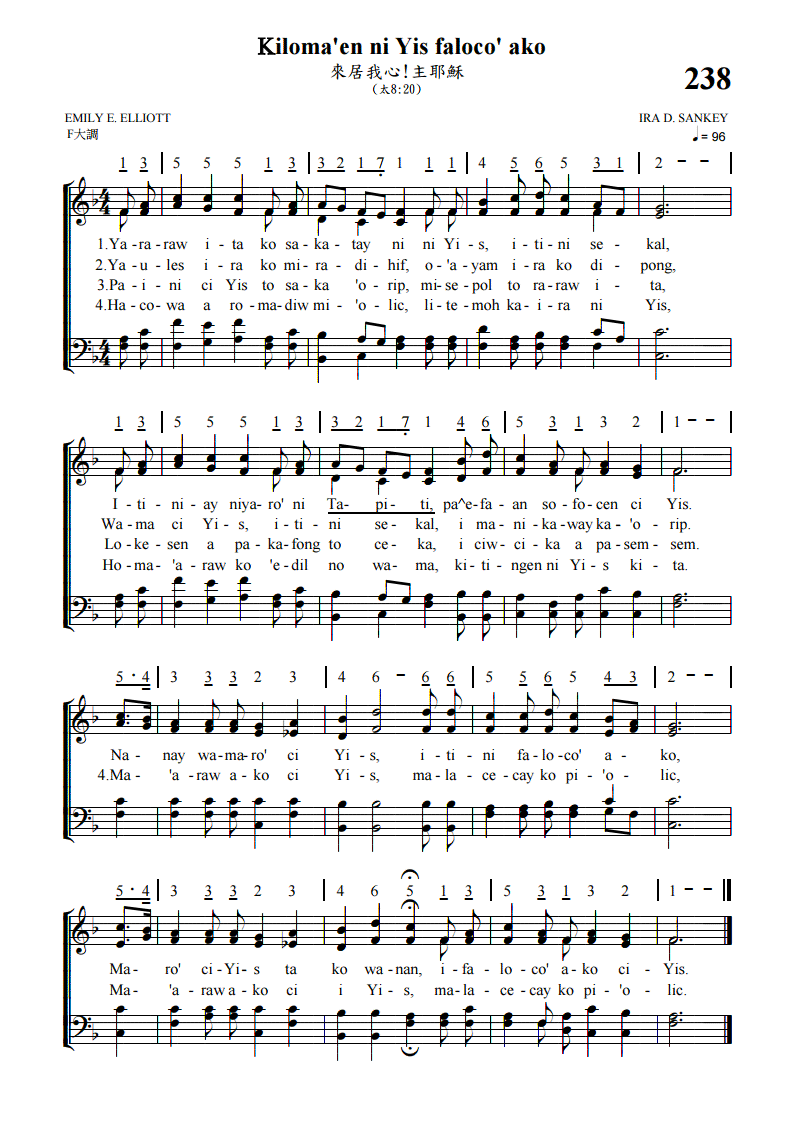 Kiloma'en ni Yis faloco' ako
來居我心!主耶穌
238
(太8:20)
EMILY E. ELLIOTT
IRA D. SANKEY
F大調
♩= 96
1 3 | 5 5 5 1 3 | 3 2 1 7 1 1 1 | 4 5 6 5 3 1 | 2 - - |
1.Ya - ra - raw i - ta ko sa - ka - tay ni ni Yis, i - ti - ni se - kal,
2.Ya - u - les i - ra ko mi - ra - dihif, o - 'a - yam i - ra ko di - pong,
3.Pa - i - ni ci Yis to sa - ka - 'o - rip, mi - se - pol to ra - raw i - ta,
4.Ha - co - wa a ro - ma - diw mi - 'o - lic, li - te - moh ka - i - ra ni Yis,
1 3 | 5 5 5 1 3 | 3 2 1 7 1 4 6 | 5 3 1 3 2 | 1 - - |
I - ti - ni - ay niyaro' ni Ta - pi - ti, pa^e - fa - an so - fo - cen ci Yis.
Wa - ma ci Yis, i - ti - ni se - kal, i ma - ni - ka - way ka - 'o - rip.
Lo - ke - sen a pa - ka - fong to ce - ka, i ciw - ci - ka a pa - sem - sem.
Ho - ma - 'a - raw ko 'e - dil no wa - ma, ki - ti - ngen ni Yi - s ki - ta.
5 · 4 | 3 3 3 2 3 | 4 6 - 6 6 | 5 5 5 5 4 3 | 2 - - |
Na - nay wa - ma - ro' ci Yis, i - ti - ni fa - lo - co' a - ko,
4.Ma - 'a - raw a - ko ci Yis, ma - la - ce - cay ko pi - 'o - lic,
5 · 4 | 3 3 3 2 3 | 4 6 5 1 3 | 5 3 1 3 2 | 1 - -
Ma - ro' ci - Yi - s ta ko wa - nan, i - fa - lo - co' a - ko ci Yis.
Ma - 'a - raw a - ko ci i Yi - s, ma - la - ce - cay ko pi - 'o - lic.